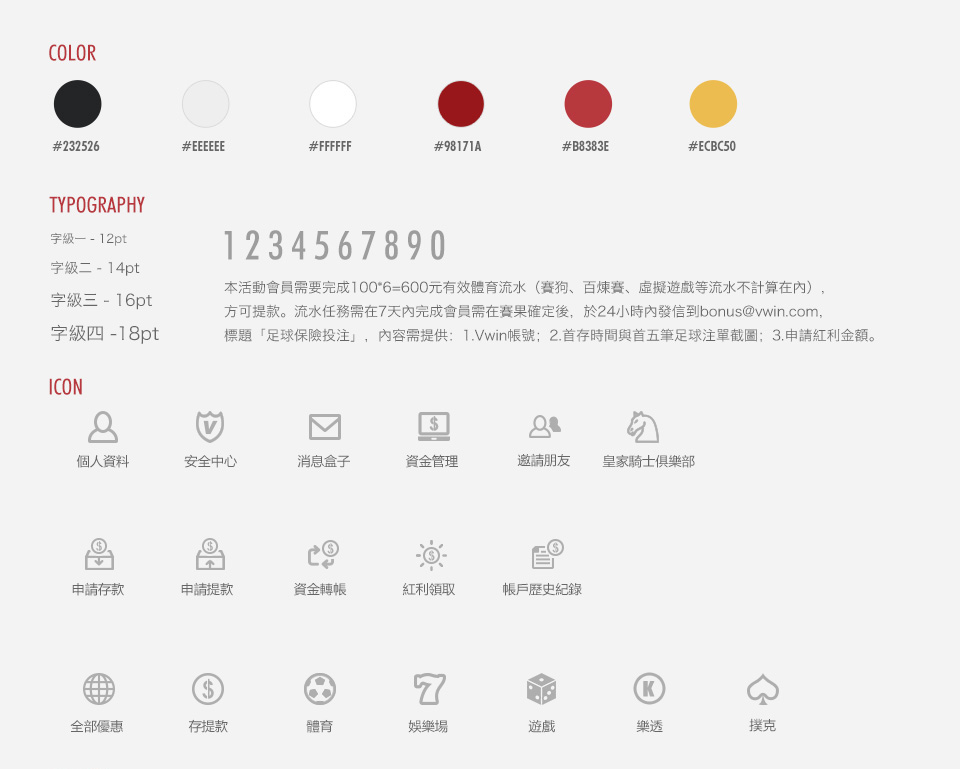 COLOR
#232526 #EEEEEE #FFFFFF #98171A #B8383E #ECBC50
TYPOGRAPHY
字級一 - 12pt
字級二 - 14pt
字級三 - 16pt
字級四 -18pt
1234567890
本活動會員需要完成100*6=600元有效體育流水（賽狗、百煉賽、虛擬遊戲等流水不計算在內），
方可提款。流水任務需在7天內完成會員需在賽果確定後，於24小時內發信到bonus@vwin.com，
標題「足球保險投注」，內容需提供：1.Vwin帳號；2.首存時間與首五筆足球注單截圖；3.申請紅利金額。
ICON
V $ $
個人資料 安全中心 消息盒子 資金管理 邀請朋友 皇家騎士俱樂部
$ $ $ $ $
申請存款 申請提款 資金轉帳 紅利領取 帳戶歷史紀錄
$ 7 K
全部優惠 存提款 體育 娛樂場 遊戲 樂透 撲克